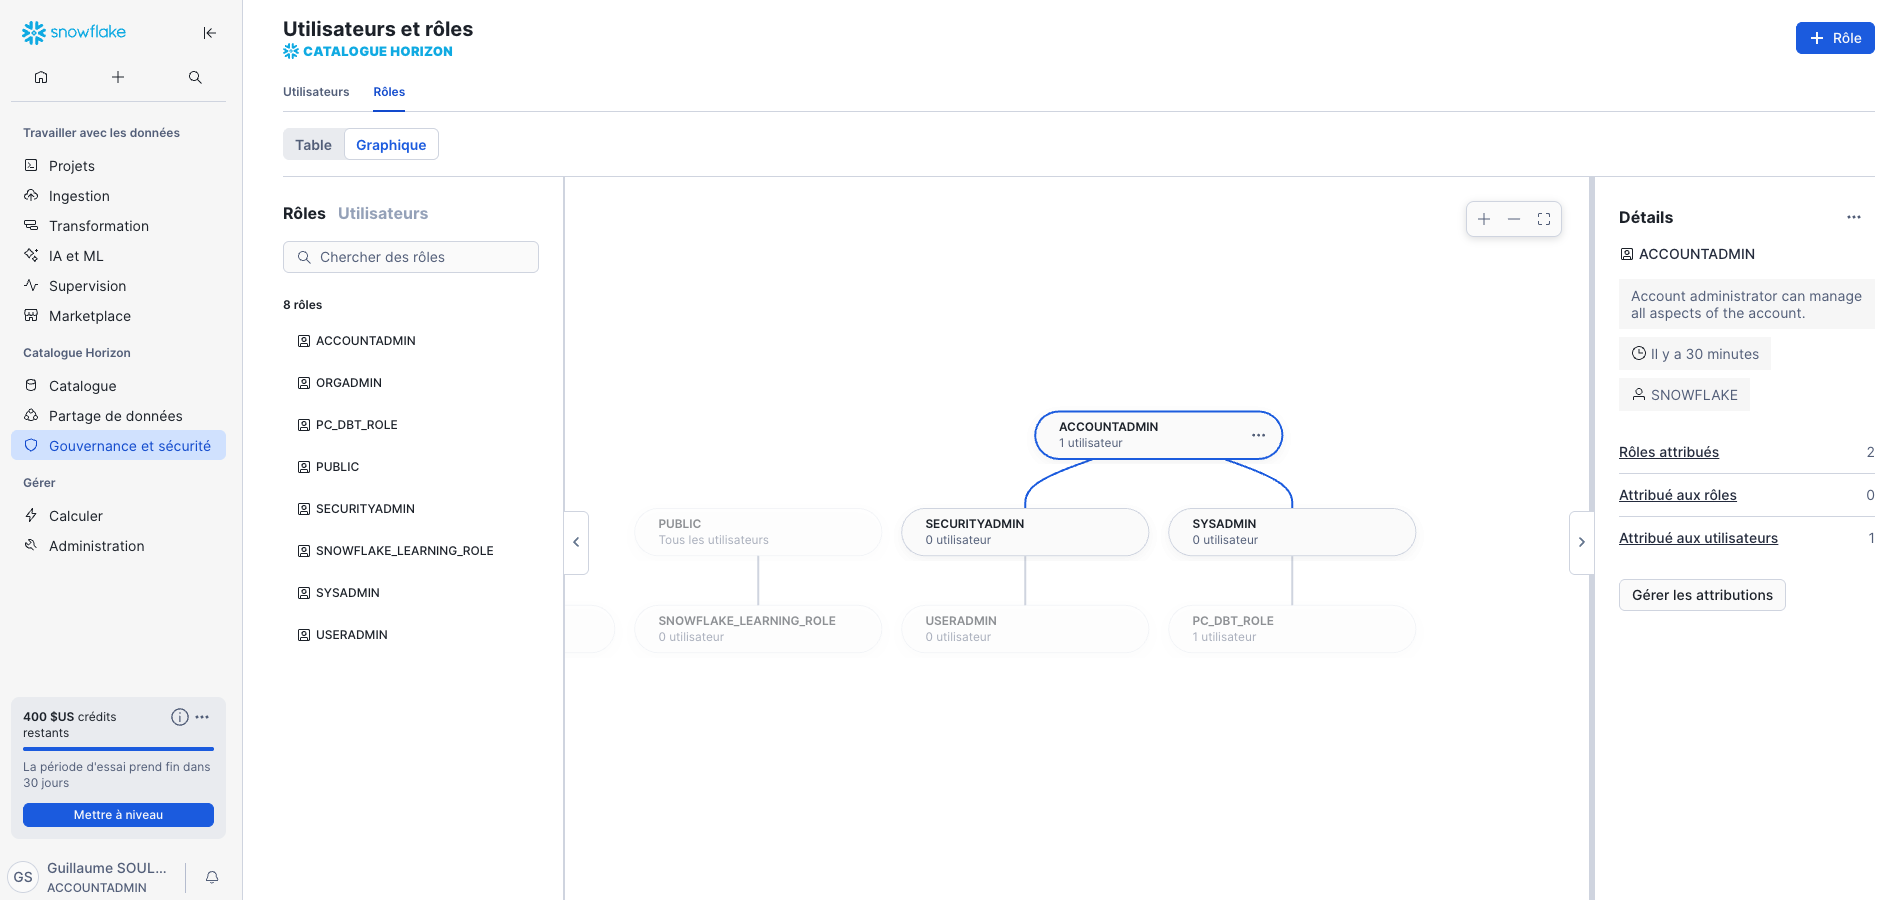 snowflake
Travailler avec les données
Projets
Ingestion
Transformation
IA et ML
Supervision
Marketplace
Catalogue Horizon
Catalogue
Partage de données
Gouvernance et sécurité
Gérer
Calculer
Administration
400 $US crédits
restants
La période d'essai prend fin dans
30 jours
Mettre à niveau
GS
Guillaume SOUL...
ACCOUNTADMIN
Utilisateurs et rôles
CATALOGUE HORIZON
+ Rôle
Utilisateurs Rôles
Table Graphique
Rôles Utilisateurs
Chercher des rôles
8 rôles
ACCOUNTADMIN
ORGADMIN
PC_DBT_ROLE
PUBLIC
SECURITYADMIN
SNOWFLAKE_LEARNING_ROLE
SYSADMIN
USERADMIN
ACCOUNTADMIN
1 utilisateur
PUBLIC
Tous les utilisateurs
SECURITYADMIN
0 utilisateur
SYSADMIN
0 utilisateur
SNOWFLAKE_LEARNING_ROLE
0 utilisateur
USERADMIN
0 utilisateur
PC_DBT_ROLE
1 utilisateur
Détails
ACCOUNTADMIN
Account administrator can manage
all aspects of the account.
Il y a 30 minutes
SNOWFLAKE
Rôles attribués 2
Attribué aux rôles 0
Attribué aux utilisateurs 1
Gérer les attributions